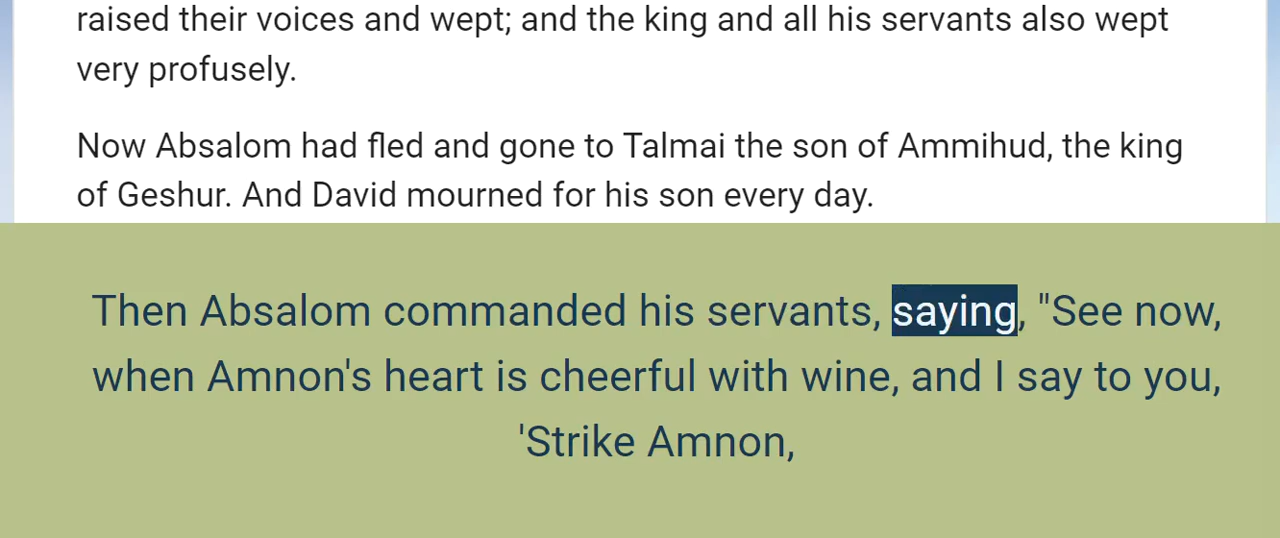 raised their voices and wept; and the king and all his servants also wept
very profusely.
Now Absalom had fled and gone to Talmai the son of Ammihud, the king
of Geshur. And David mourned for his son every day.
Then Absalom commanded his servants, saying, "See now,
when Amnon's heart is cheerful with wine, and I say to you,
'Strike Amnon,